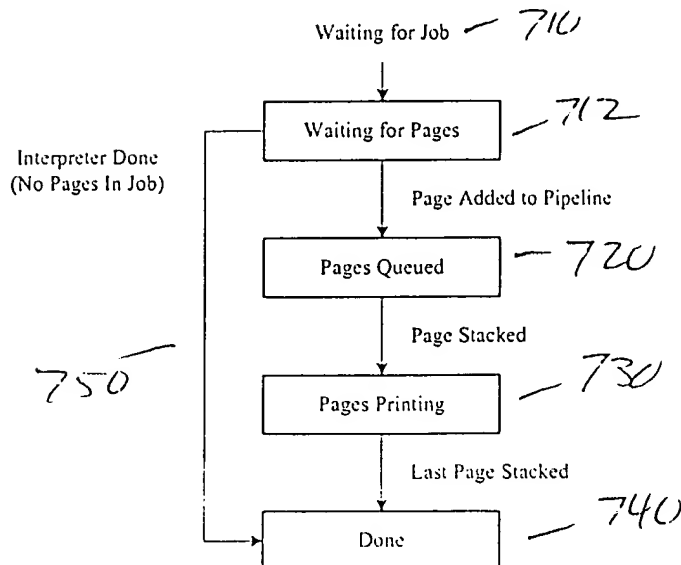 Waiting for Job 710
Waiting for Pages 712
Interpreter Done
(No Pages In Job)
Page Added to Pipeline
Pages Queued 720
Page Stacked
750
Pages Printing 730
Last Page Stacked
Done 740